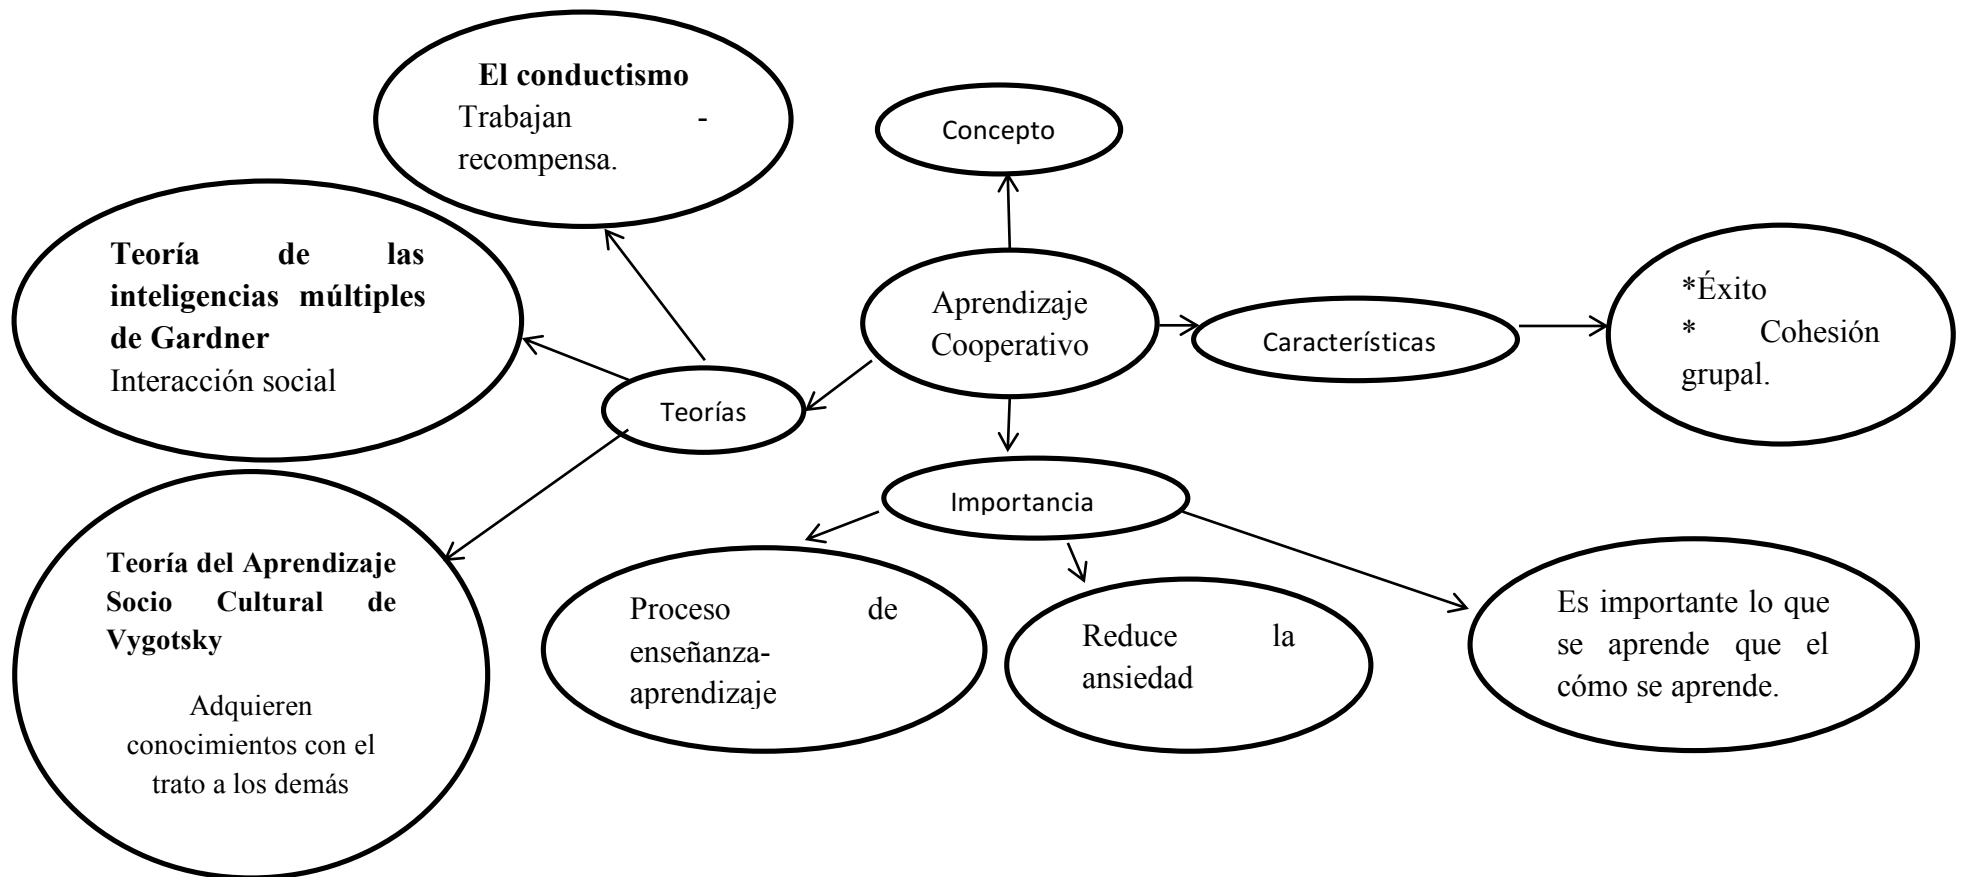 El conductismo
Trabajan -
recompensa.
Concepto
Teoría de las
inteligencias múltiples
de Gardner
Interacción social
Aprendizaje
Cooperativo
Características
*Éxito
* Cohesión
grupal.
Teorías
Importancia
Teoría del Aprendizaje
Socio Cultural de
Vygotsky
Adquieren
conocimientos con el
trato a los demás
Proceso de
enseñanza-
aprendizaje
Reduce la
ansiedad
Es importante lo que
se aprende que el
cómo se aprende.